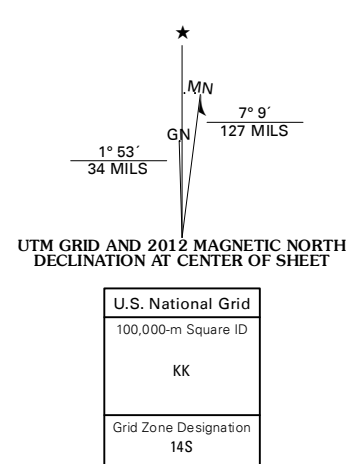 ★
MN
GN
7° 9´
127 MILS
1° 53´
34 MILS
UTM GRID AND 2012 MAGNETIC NORTH
DECLINATION AT CENTER OF SHEET
U.S. National Grid
100,000-m Square ID
KK
Grid Zone Designation
14S